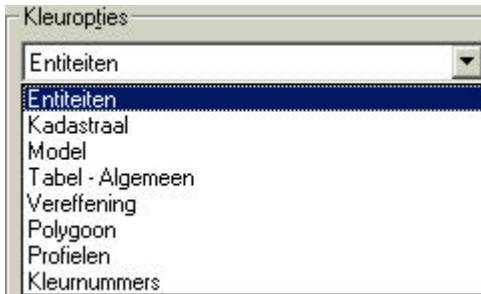 Kleuropties
Entiteiten
Entiteiten
Kadastraal
Model
Tabel - Algemeen
Vereffening
Polygoon
Profielen
Kleurnummers